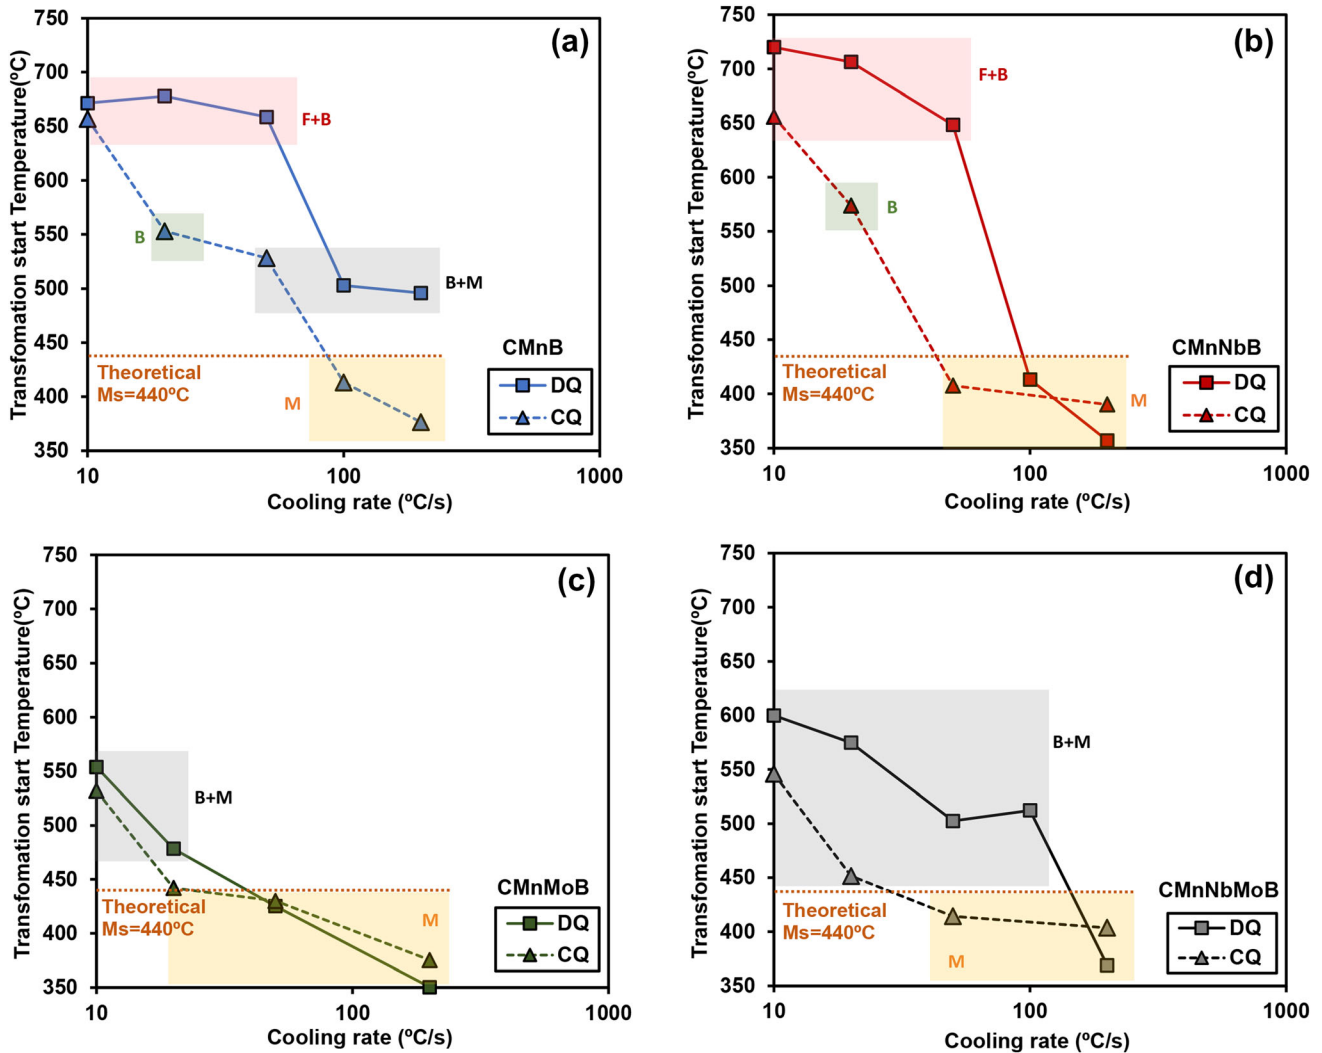 (a)
Transfomation start Temperature(ºC)
750
700
650
600
550
500
450
400
350
F+B
B
B+M
M
Theoretical
Ms=440ºC
CMnB
DQ
CQ
10
100
1000
Cooling rate (ºC/s)
(b)
Transfomation start Temperature(ºC)
750
700
650
600
550
500
450
400
350
F+B
B
M
Theoretical
Ms=440ºC
CMnNbB
DQ
CQ
10
100
1000
Cooling rate (ºC/s)
(c)
Transfomation start Temperature(ºC)
750
700
650
600
550
500
450
400
350
B+M
M
Theoretical
Ms=440ºC
CMnMoB
DQ
CQ
10
100
1000
Cooling rate (ºC/s)
(d)
Transfomation start Temperature(ºC)
750
700
650
600
550
500
450
400
350
B+M
M
Theoretical
Ms=440ºC
CMnNbMoB
DQ
CQ
10
100
1000
Cooling rate (ºC/s)